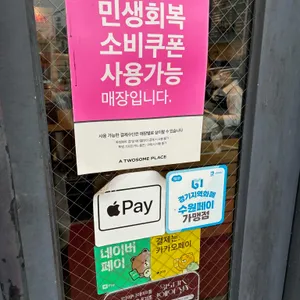 민생회복
소비쿠폰
사용가능
매장입니다.
A TWOSOME PLACE
Pay
경기지역화폐
수원페이
가맹점
네이버
페이
결제는
카카오페이